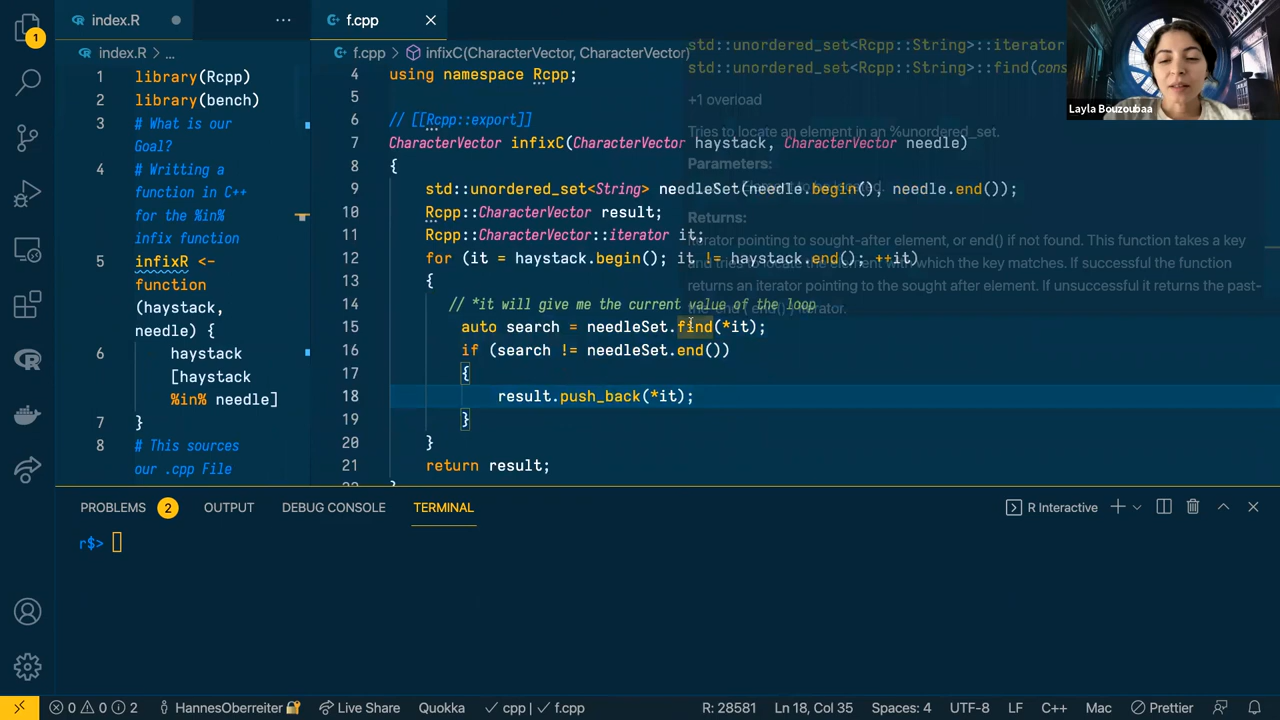 index.R
f.cpp
Layla Bouzoubaa
1
index.R > ...
f.cpp > infixC(CharacterVector, CharacterVector)
1 library(Rcpp)
2 library(bench)
3 # What is our
Goal?
4 # Writting a
function in C++
for the %in%
infix function
5 infixR <-
function
(haystack,
needle) {
6 haystack
[haystack
%in% needle]
7 }
8 # This sources
our .cpp File
4 using namespace Rcpp;
5
6 // [[Rcpp::export]]
7 CharacterVector infixC(CharacterVector haystack, CharacterVector needle)
8 {
9 std::unordered_set<String> needleSet(needle.begin(), needle.end());
10 Rcpp::CharacterVector result;
11 Rcpp::CharacterVector::iterator it;
12 for (it = haystack.begin(); it != haystack.end(); ++it)
13 {
14 // *it will give me the current value of the loop
15 auto search = needleSet.find(*it);
16 if (search != needleSet.end())
17 {
18 result.push_back(*it);
19 }
20 }
21 return result;
std::unordered_set<Rcpp::String>::iterator
std::unordered_set<Rcpp::String>::find(cons
+1 overload
Tries to locate an element in an %unordered_set.
Parameters:
Returns:
Iterator pointing to sought-after element, or end() if not found. This function takes a key
and tries to locate the element with which the key matches. If successful the function
returns an iterator pointing to the sought after element. If unsuccessful it returns the past-
the-end ( end() ) iterator.
PROBLEMS 2 OUTPUT DEBUG CONSOLE TERMINAL
R Interactive
r$>
0 0 2 HannesOberreiter Live Share Quokka cpp | f.cpp R: 28581 Ln 18, Col 35 Spaces: 4 UTF-8 LF C++ Mac Prettier